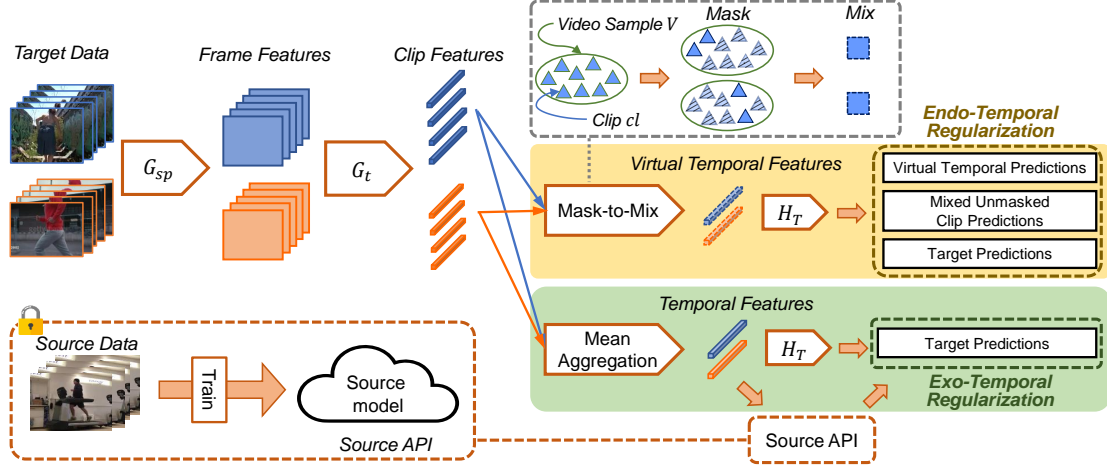 Target Data
Frame Features
Clip Features
Video Sample V
Mask
Mix
Clip cl
G_sp
G_t
Endo-Temporal
Regularization
Virtual Temporal Features
Mask-to-Mix
H_T
Virtual Temporal Predictions
Mixed Unmasked
Clip Predictions
Target Predictions
Temporal Features
Mean
Aggregation
H_T
Target Predictions
Exo-Temporal
Regularization
Source Data
Train
Source
model
Source API
Source API